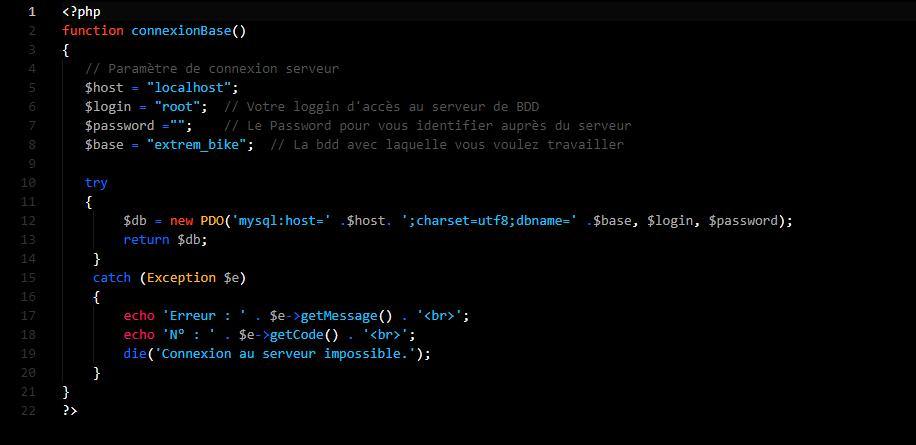 1 <?php
2 function connexionBase()
3 {
4 // Paramètre de connexion serveur
5 $host = "localhost";
6 $login = "root";  // Votre loggin d'accès au serveur de BDD
7 $password ="";    // Le Password pour vous identifier auprès du serveur
8 $base = "extrem_bike";  // La bdd avec laquelle vous voulez travailler
9
10 try
11 {
12 $db = new PDO('mysql:host=' .$host. ';charset=utf8;dbname=' .$base, $login, $password);
13 return $db;
14 }
15 catch (Exception $e)
16 {
17 echo 'Erreur : ' . $e->getMessage() . '<br>';
18 echo 'N° : ' . $e->getCode() . '<br>';
19 die('Connexion au serveur impossible.');
20 }
21 }
22 ?>